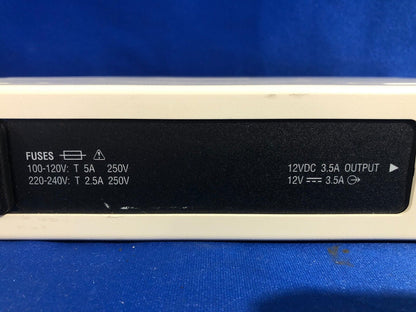 FUSES
100-120V: T 5A 250V
220-240V: T 2.5A 250V
12VDC 3.5A OUTPUT
12V 3.5A